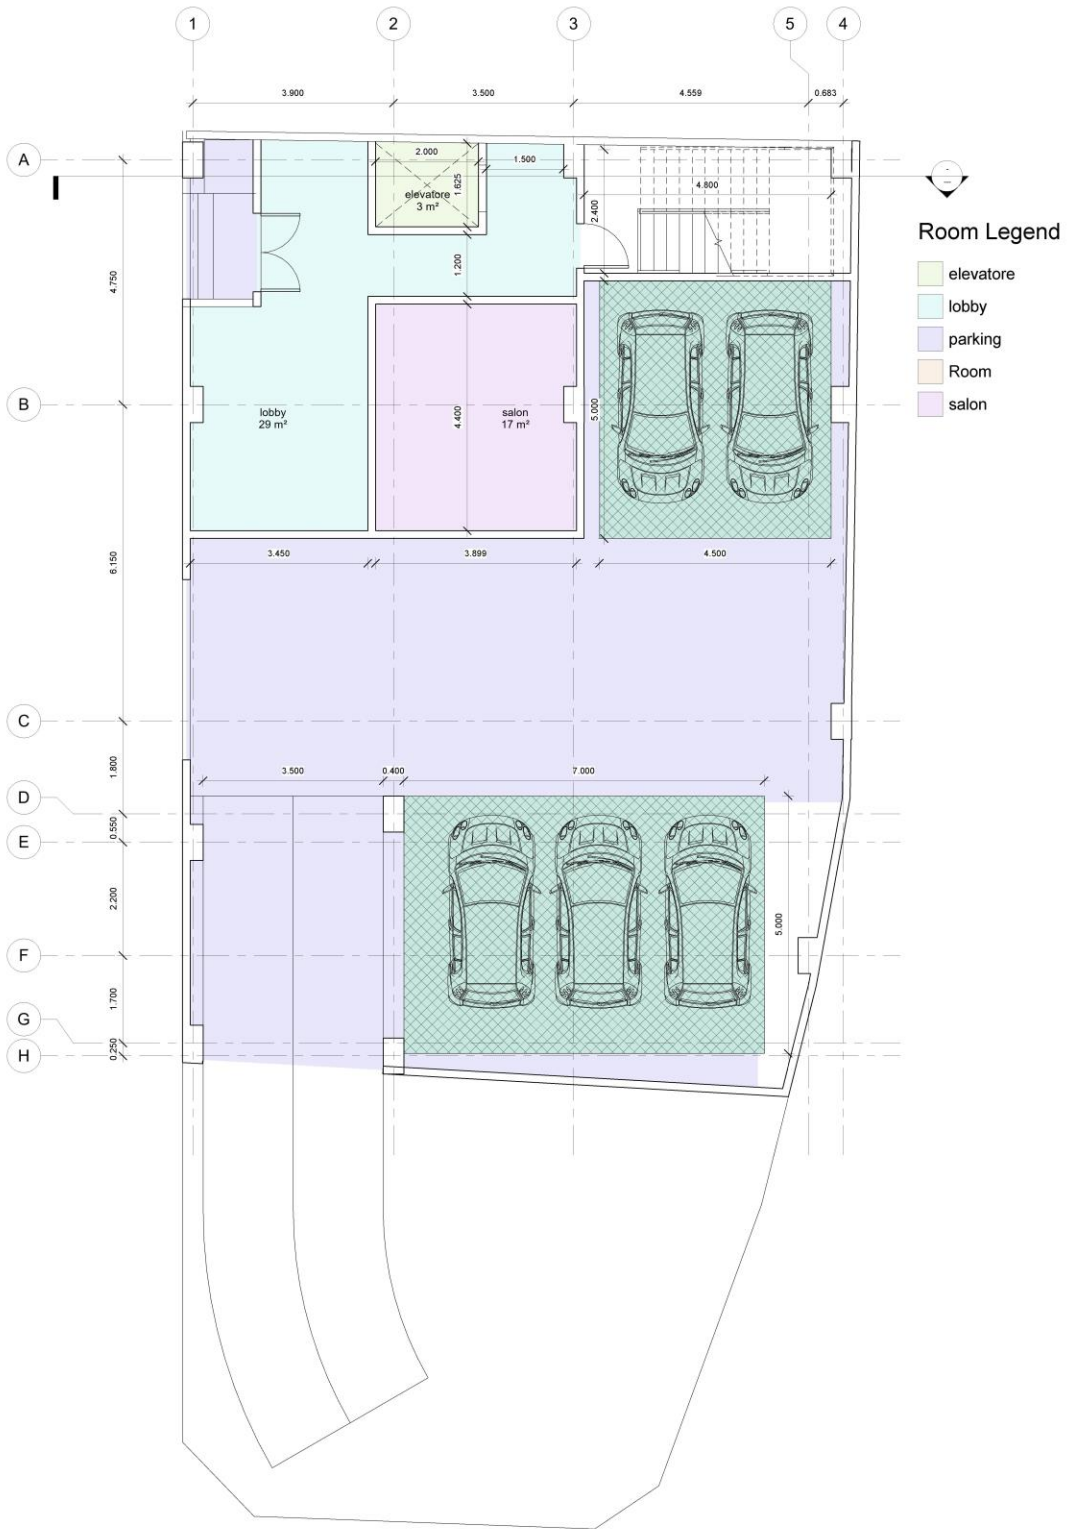 1 2 3 5 4
3.900 3.500 4.559 0.683
A
2.000
1.500
elevatore
3 m²
1.625
4.800
2.400
-
--
Room Legend
elevatore
lobby
parking
Room
salon
4.750
1.200
B
lobby
29 m²
4.400
salon
17 m²
5.000
6.150
3.450 3.899 4.500
C
1.800
3.500 0.400 7.000
D
0.550
E
2.200
5.000
F
1.700
G
0.250
H